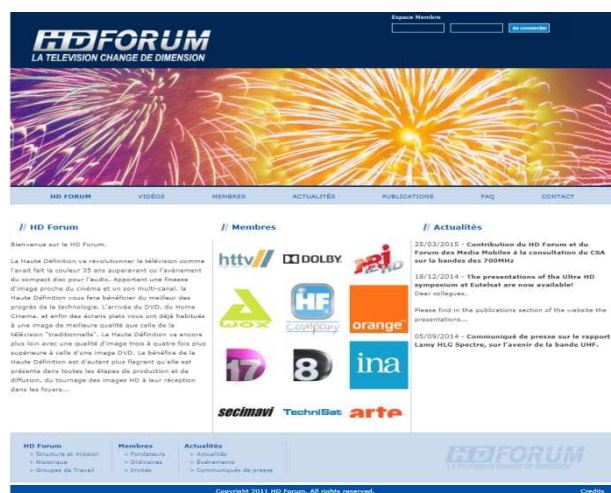 Espace Membre
Se connecter
HD FORUM
LA TELEVISION CHANGE DE DIMENSION
HD FORUM VIDÉOS MEMBRES ACTUALITÉS PUBLICATIONS FAQ CONTACT
// HD Forum
Bienvenue sur le HD Forum,
La Haute Définition va révolutionner la télévision comme
l'avait fait la couleur 35 ans auparavant ou l'avènement
du compact disc pour l'audio. Apportent une finesse
d'image proche du cinéma et un son multi-canal, la
Haute Définition vous fera bénéficier du meilleur des
progrès de la technologie. L'arrivée du DVD, du Home
Cinema, et enfin des écrans plats vous ont déjà habitués
à une image de meilleure qualité que celle de la
télévision "traditionnelle". La Haute Définition va encore
plus loin avec une qualité d'image trois à quatre fois plus
supérieure à celle d'une image DVD. La bénéfice de la
Haute Définition est d'autant plus flagrent qu'elle est
présente dans toutes les étapes de production et de
diffusion, du tournage des images HD à leur réception
dans les foyers...
// Membres
httv//
DOLBY
NRJ HD
VOX
HF company
orange
17
8
ina
secimavi
TechniSat
arte
// Actualités
25/03/2015 - Contribution du HD Forum et du
Forum des Media Mobiles à la consultation du CSA
sur la bandes des 700MHz
18/12/2014 - The presentations of the Ultra HD
symposium at Eutelsat are now available!
Dear collegues,
Please find in the publications section of the website the
presentations...
05/09/2014 - Communiqué de presse sur le rapport
Lamy HLG Spectre, sur l'avenir de la bande UHF.
HD Forum
» Structure et mission
» Historique
» Groupes de Travail
Membres
» Fondateurs
» Ordinaires
» Invités
Actualités
» Actualités
» Événements
» Communiqués de presse
HD FORUM
LA TELEVISION CHANGE DE DIMENSION
Copyright 2011 HD Forum. All rights reserved.
Credits